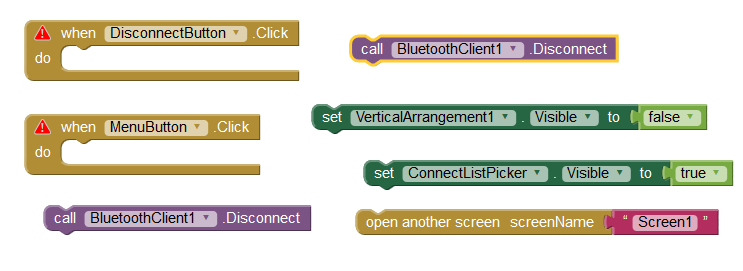 when DisconnectButton .Click
do
call BluetoothClient1 .Disconnect
set VerticalArrangement1 . Visible to false
when MenuButton .Click
do
set ConnectListPicker . Visible to true
call BluetoothClient1 .Disconnect
open another screen screenName " Screen1 "